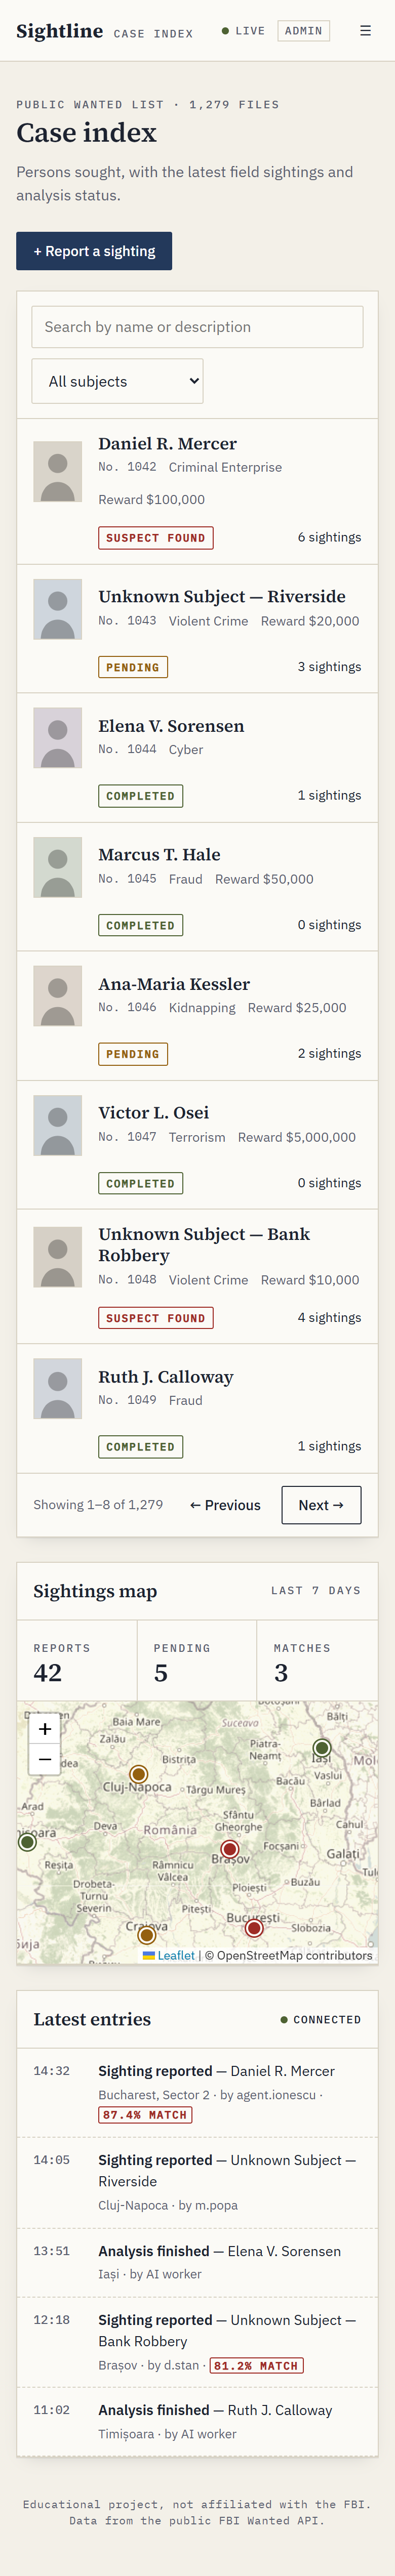 Sightline CASE INDEX LIVE ADMIN ☰
PUBLIC WANTED LIST · 1,279 FILES
Case index
Persons sought, with the latest field sightings and
analysis status.
+ Report a sighting
Search by name or description
All subjects
Daniel R. Mercer
No. 1042 Criminal Enterprise
Reward $100,000
SUSPECT FOUND 6 sightings
Unknown Subject — Riverside
No. 1043 Violent Crime Reward $20,000
PENDING 3 sightings
Elena V. Sorensen
No. 1044 Cyber
COMPLETED 1 sightings
Marcus T. Hale
No. 1045 Fraud Reward $50,000
COMPLETED 0 sightings
Ana-Maria Kessler
No. 1046 Kidnapping Reward $25,000
PENDING 2 sightings
Victor L. Osei
No. 1047 Terrorism Reward $5,000,000
COMPLETED 0 sightings
Unknown Subject — Bank
Robbery
No. 1048 Violent Crime Reward $10,000
SUSPECT FOUND 4 sightings
Ruth J. Calloway
No. 1049 Fraud
COMPLETED 1 sightings
Showing 1–8 of 1,279 ← Previous Next →
Sightings map LAST 7 DAYS
REPORTS PENDING MATCHES
42 5 3
+
−
Baia Mare Suceava Bălți
Zalău Piatra-
Neamț Iași
Bistrița Vaslui
Cluj-Napoca Târgu Mureș Bacău
Arad Sfântu
Gheorghe Bârlad
Deva România Cahul
Focșani Galați
Reșița Râmnicu
Vâlcea Brașov
Drobeta-
Turnu
Severin Ploiești Buzău
Pitești
Craiova București Slobozia
Leaflet | © OpenStreetMap contributors
Latest entries CONNECTED
14:32 Sighting reported — Daniel R. Mercer
Bucharest, Sector 2 · by agent.ionescu ·
87.4% MATCH
14:05 Sighting reported — Unknown Subject —
Riverside
Cluj-Napoca · by m.popa
13:51 Analysis finished — Elena V. Sorensen
Iași · by AI worker
12:18 Sighting reported — Unknown Subject —
Bank Robbery
Brașov · by d.stan · 81.2% MATCH
11:02 Analysis finished — Ruth J. Calloway
Timișoara · by AI worker
Educational project, not affiliated with the FBI.
Data from the public FBI Wanted API.